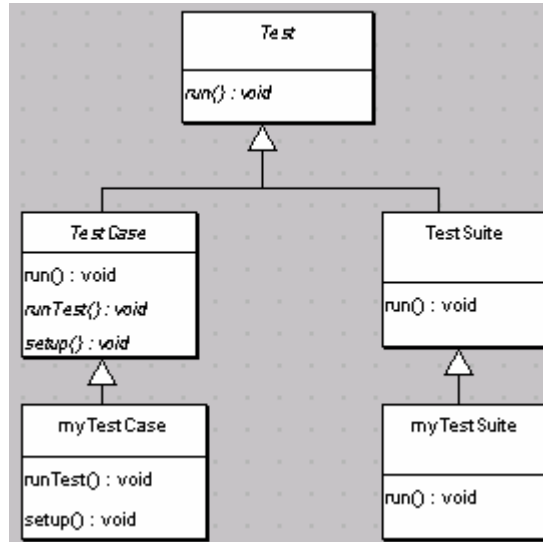 Test
run() : void
TestCase
run() : void
runTest() : void
setup() : void
TestSuite
run() : void
myTestCase
runTest() : void
setup() : void
myTestSuite
run() : void